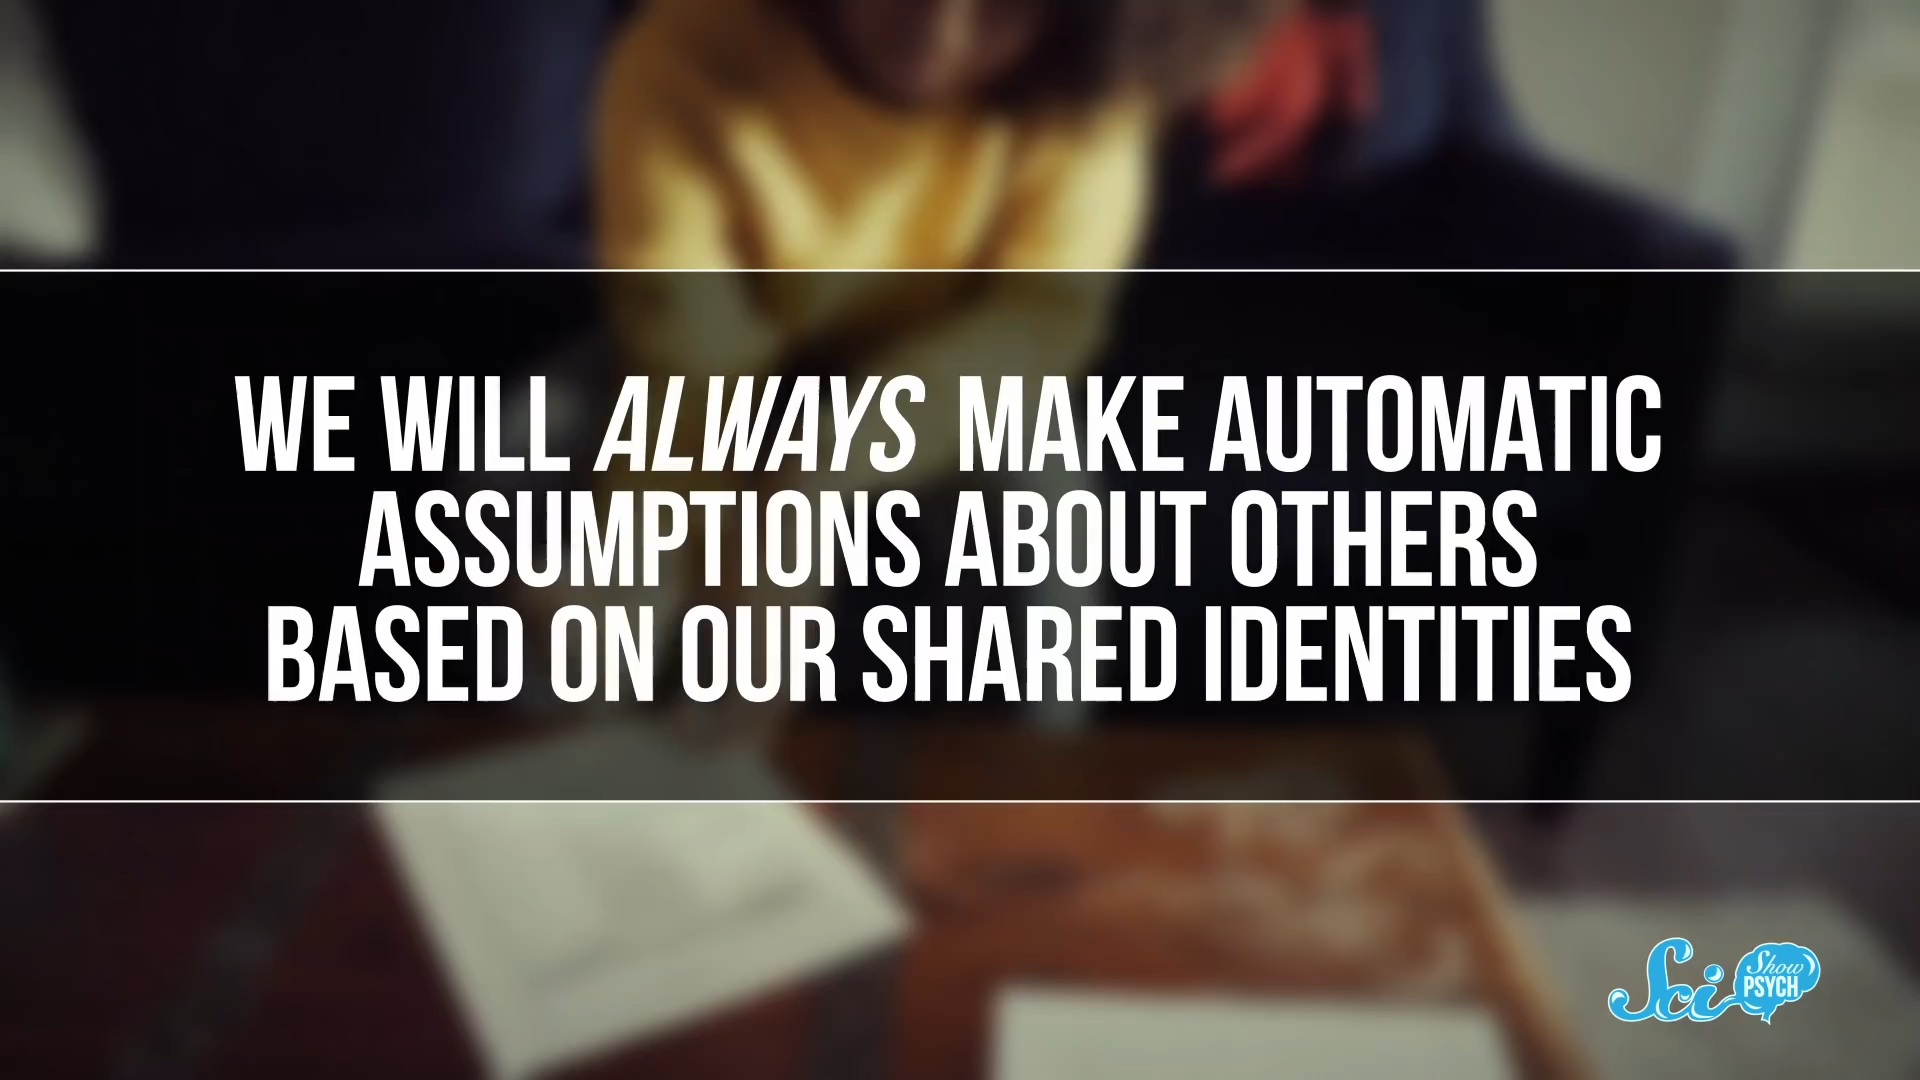 WE WILL ALWAYS MAKE AUTOMATIC
ASSUMPTIONS ABOUT OTHERS
BASED ON OUR SHARED IDENTITIES
Sci Show
PSYCH